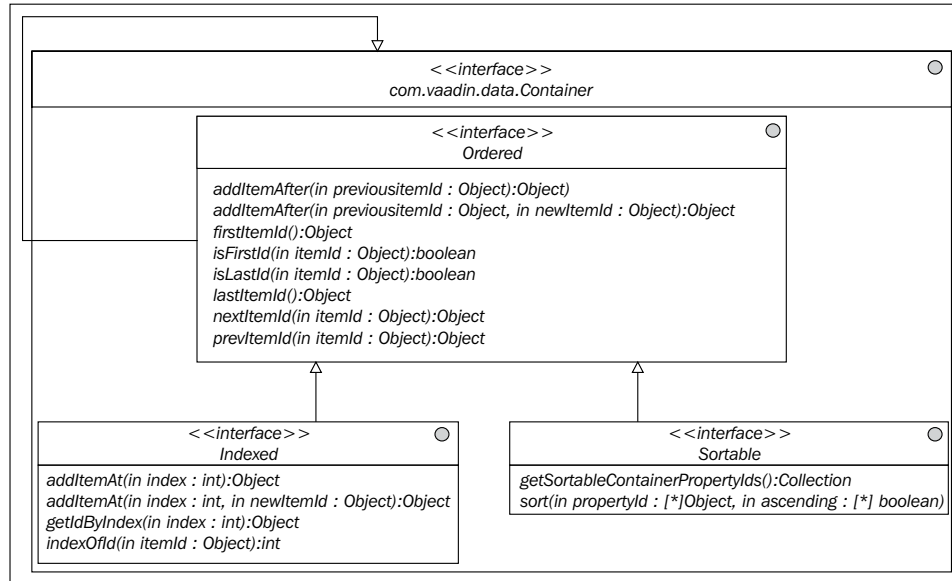 <<interface>>
com.vaadin.data.Container
<<interface>>
Ordered
addItemAfter(in previousitemId : Object):Object)
addItemAfter(in previousitemId : Object, in newItemId : Object):Object
firstItemId():Object
isFirstId(in itemId : Object):boolean
isLastId(in itemId : Object):boolean
lastItemId():Object
nextItemId(in itemId : Object):Object
prevItemId(in itemId : Object):Object
<<interface>>
Indexed
addItemAt(in index : int):Object
addItemAt(in index : int, in newItemId : Object):Object
getIdByIndex(in index : int):Object
indexOfId(in itemId : Object):int
<<interface>>
Sortable
getSortableContainerPropertyIds():Collection
sort(in propertyId : [*]Object, in ascending : [*] boolean)